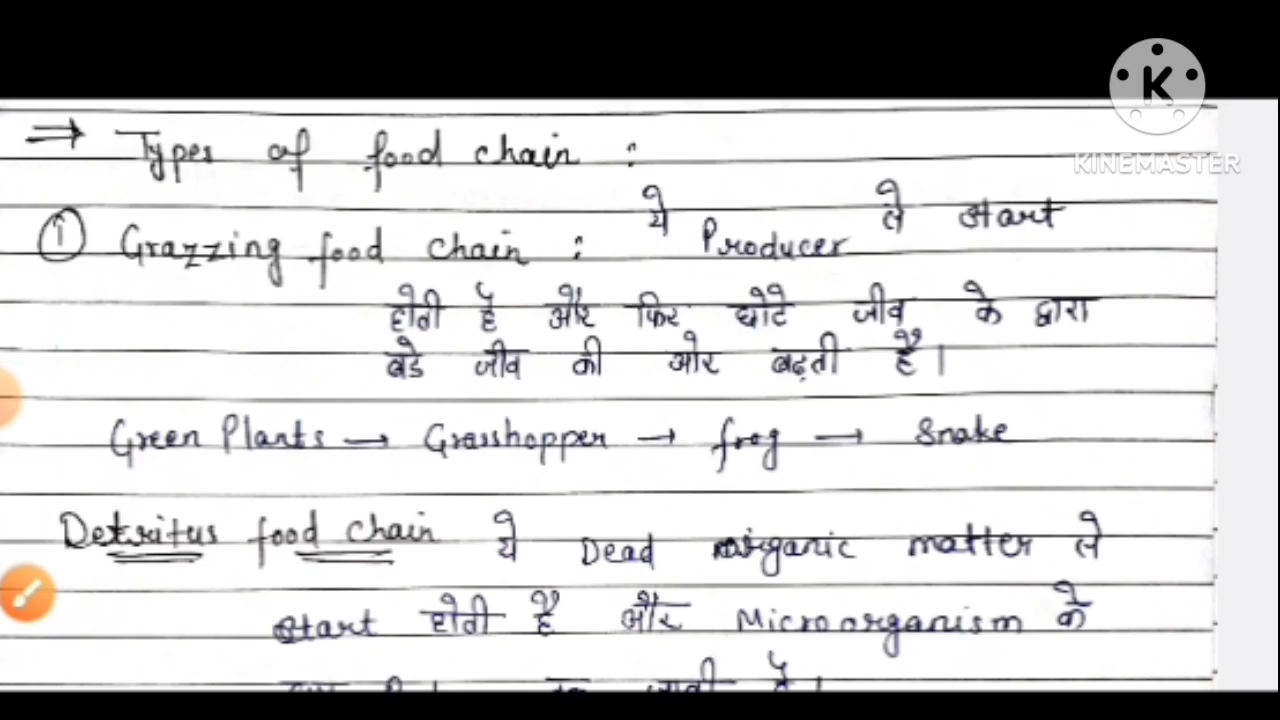 ⇒ Types of food chain :
① Grazzing food chain : ये Producer से start
होती है और फिर छोटे जीव के द्वारा
बडे जीव की ओर बढ़ती है।
Green Plants → Grasshopper → frog → Snake
Detritus food chain ये Dead organic matter से
start होती है और Microorganism के
जाती है।
K
KINEMASTER